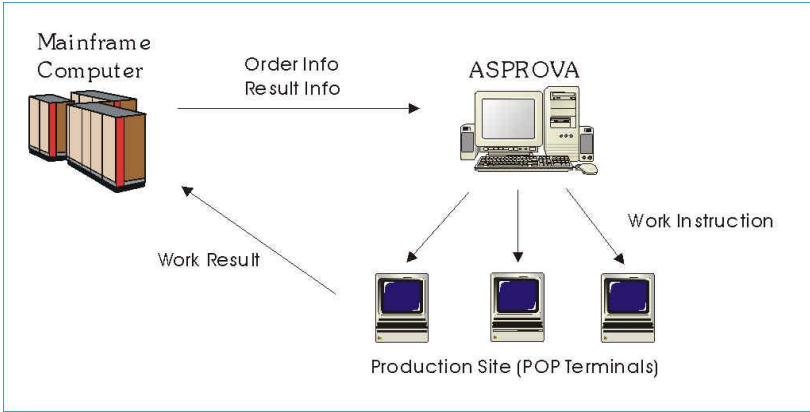 Mainframe
Computer
Order Info
Result Info
ASPROVA
Work Instruction
Work Result
Production Site (POP Terminals)